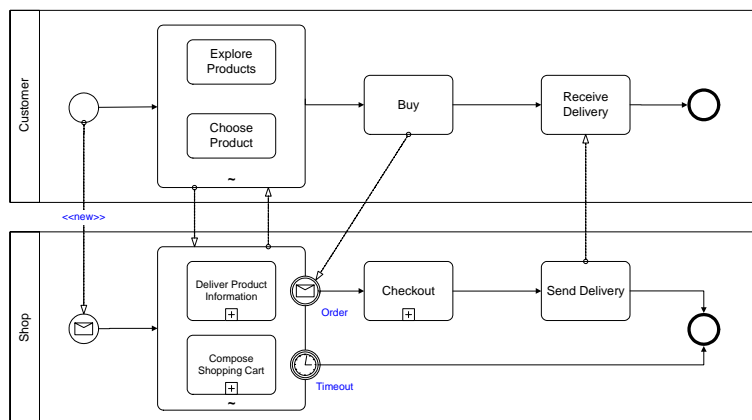 Customer
Explore
Products
Choose
Product
~
Buy
Receive
Delivery
<<new>>
Shop
Deliver Product
Information
+
Compose
Shopping Cart
+
~
Order
Timeout
Checkout
+
Send Delivery